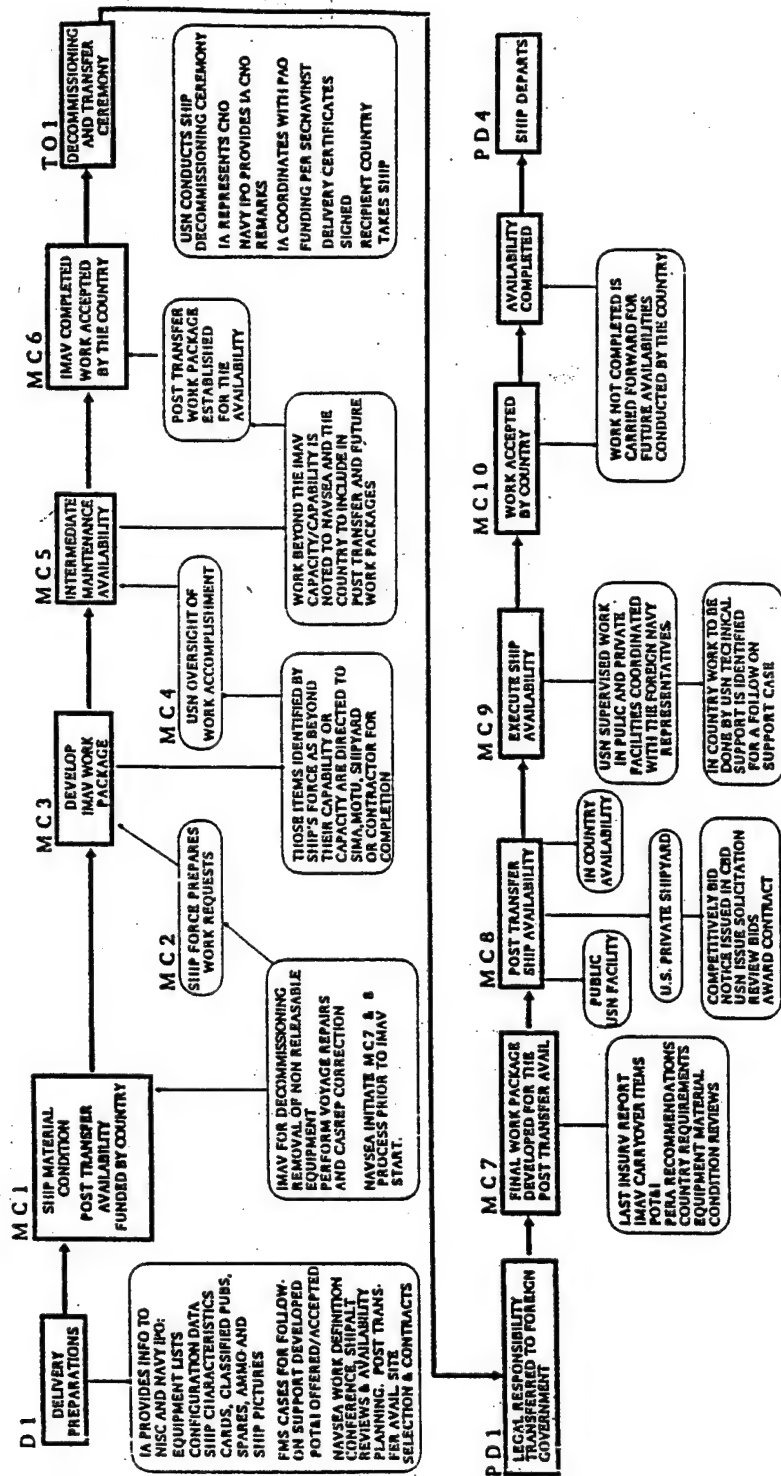 D1
DELIVERY
PREPARATIONS
IA PROVIDES INFO TO
NISC AND NAVY IPO:
EQUIPMENT LISTS
CONFIGURATION DATA
SHIP CHARACTERISTICS
CARDS, CLASSIFIED PUBS,
SPARES, AMMO AND
SHIP PICTURES
FMS CASES FOR FOLLOW-
ON SUPPORT DEVELOPED
POT&I OFFERED/ACCEPTED
NAVSEA WORK DEFINITION
CONFERENCE, SHIPALT
REVIEWS & AVAILABILITY
PLANNING. POST TRANS-
FER AVAIL. SITE
SELECTION & CONTRACTS
MC1
SHIP MATERIAL
CONDITION
POST TRANSFER
AVAILABILITY
FUNDED BY COUNTRY
IMAV FOR DECOMMISSIONING
REMOVAL OF NON RELEASABLE
EQUIPMENT
PERFORM VOYAGE REPAIRS
AND CASREP CORRECTION
NAVSEA INITIATE MC7 & 8
PROCESS PRIOR TO IMAV
START.
MC2
SHIP FORCE PREPARES
WORK REQUESTS
MC3
DEVELOP
IMAV WORK
PACKAGE
THOSE ITEMS IDENTIFIED BY
SHIP'S FORCE AS BEYOND
THEIR CAPABILITY OR
CAPACITY ARE DIRECTED TO
SIMA,MOTU, SHIPYARD
OR CONTRACTOR FOR
COMPLETION
MC4
USN OVERSIGHT OF
WORK ACCOMPLISHMENT
MC5
INTERMEDIATE
MAINTENANCE
AVAILABILITY
WORK BEYOND THE IMAV
CAPACITY/CAPABILITY IS
NOTED TO NAVSEA AND THE
COUNTRY TO INCLUDE IN
POST TRANSFER AND FUTURE
WORK PACKAGES
POST TRANSFER
WORK PACKAGE
ESTABLISHED
FOR THE
AVAILABILITY
MC6
IMAV COMPLETED
WORK ACCEPTED
BY THE COUNTRY
TO1
DECOMMISSIONING
AND TRANSFER
CEREMONY
USN CONDUCTS SHIP
DECOMMISSIONING CEREMONY
IA REPRESENTS CNO
NAVY IPO PROVIDES IA CNO
REMARKS
IA COORDINATES WITH PAO
FUNDING PER SECNAVINST
DELIVERY CERTIFICATES
SIGNED
RECIPIENT COUNTRY
TAKES SHIP
PD1
LEGAL RESPONSIBILITY
TRANSFERRED TO FOREIGN
GOVERNMENT
MC7
FINAL WORK PACKAGE
DEVELOPED FOR THE
POST TRANSFER AVAIL
LAST INSURV REPORT
IMAV CARRYOVER ITEMS
POT&I
PERA RECOMMENDATIONS
COUNTRY REQUIREMENTS
EQUIPMENT MATERIAL
CONDITION REVIEWS
MC8
POST TRANSFER
SHIP AVAILABILITY
PUBLIC
USN FACILITY
U.S. PRIVATE SHIPYARD
IN COUNTRY
AVAILABILITY
COMPETITIVELY BID
NOTICE ISSUED IN CBD
USN ISSUE SOLICITATION
REVIEW BIDS
AWARD CONTRACT
MC9
EXECUTE SHIP
AVAILABILITY
USN SUPERVISED WORK
IN PULIC AND PRIVATE
FACILITIES COORDINATED
WITH THE FOREIGN NAVY
REPRESENTATIVES.
IN COUNTRY WORK TO BE
DONE BY USN TECHNICAL
SUPPORT IS IDENTIFIED
FOR A FOLLOW ON
SUPPORT CASE
MC10
WORK ACCEPTED
BY COUNTRY
WORK NOT COMPLETED IS
CARRIED FORWARD FOR
FUTURE AVAILABILITIES
CONDUCTED BY THE COUNTRY
AVAILABILITY
COMPLETED
PD4
SHIP DEPARTS